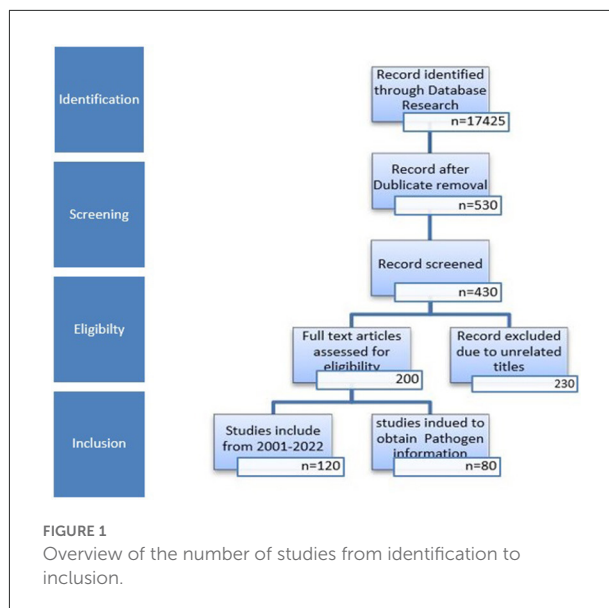 Identification
Record identified
through Database
Research
n=17425
Screening
Record after
Dublicate removal
n=530
Record screened
n=430
Eligibilty
Full text articles
assessed for
eligibility
200
Record excluded
due to unrelated
titles
230
Inclusion
Studies include
from 2001-2022
n=120
studies indued to
obtain Pathogen
information
n=80
FIGURE 1
Overview of the number of studies from identification to
inclusion.